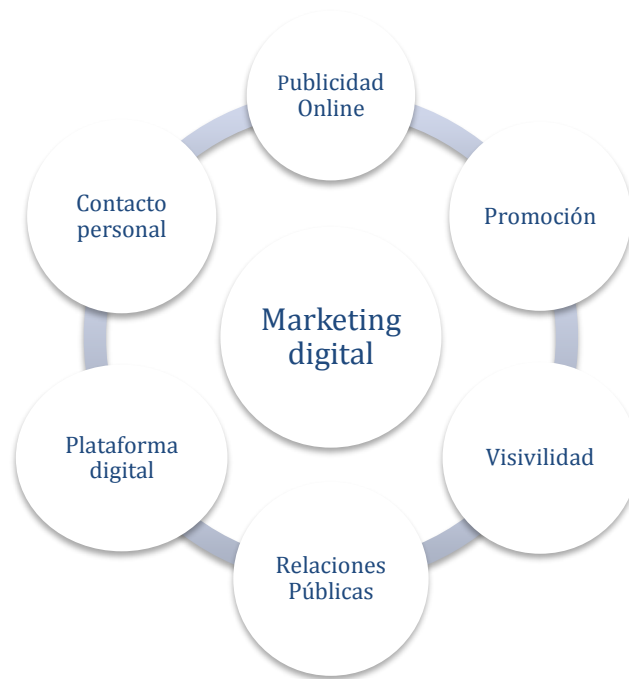 Publicidad
Online
Contacto
personal
Promoción
Marketing
digital
Plataforma
digital
Visivilidad
Relaciones
Públicas